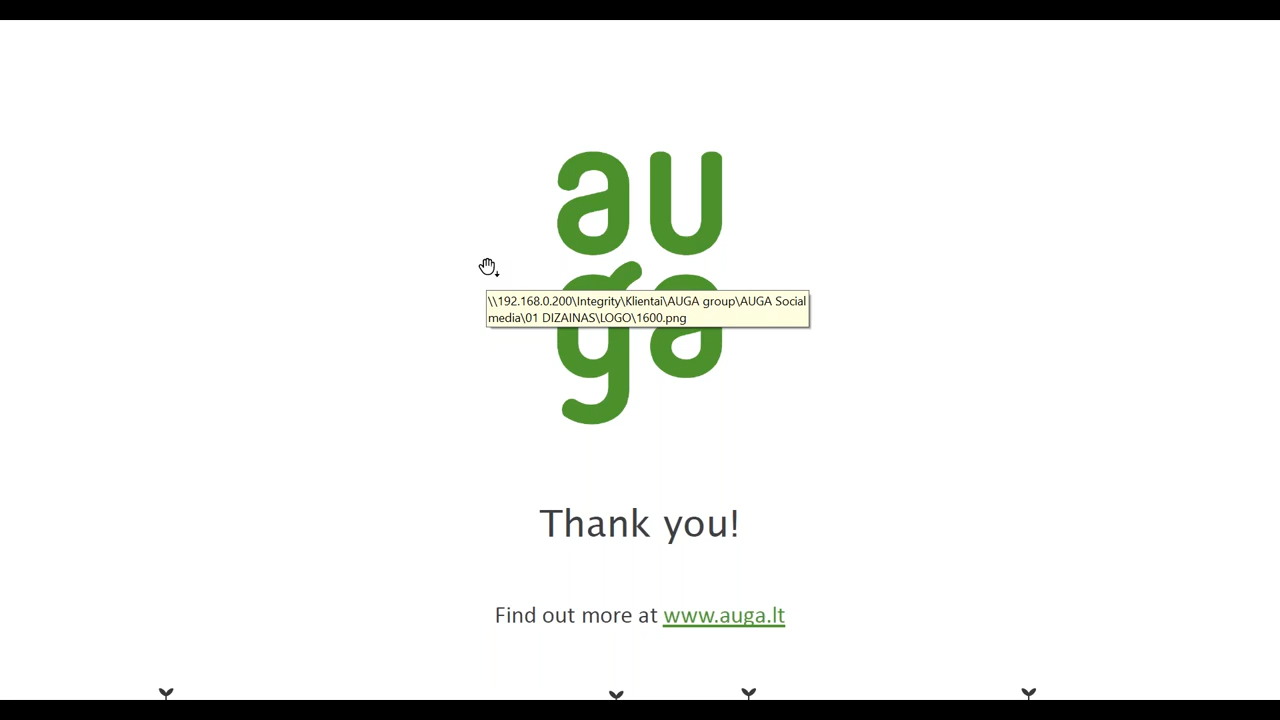 au
ga
\\192.168.0.200\Integrity\Klientai\AUGA group\AUGA Social
media\01 DIZAINAS\LOGO\1600.png
Thank you!
Find out more at www.auga.lt